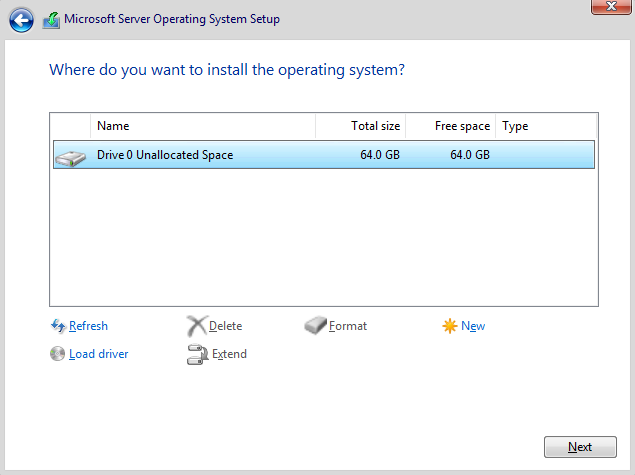 Microsoft Server Operating System Setup
Where do you want to install the operating system?
Name Total size Free space Type
Drive 0 Unallocated Space 64.0 GB 64.0 GB
Refresh Delete Format New
Load driver Extend
Next